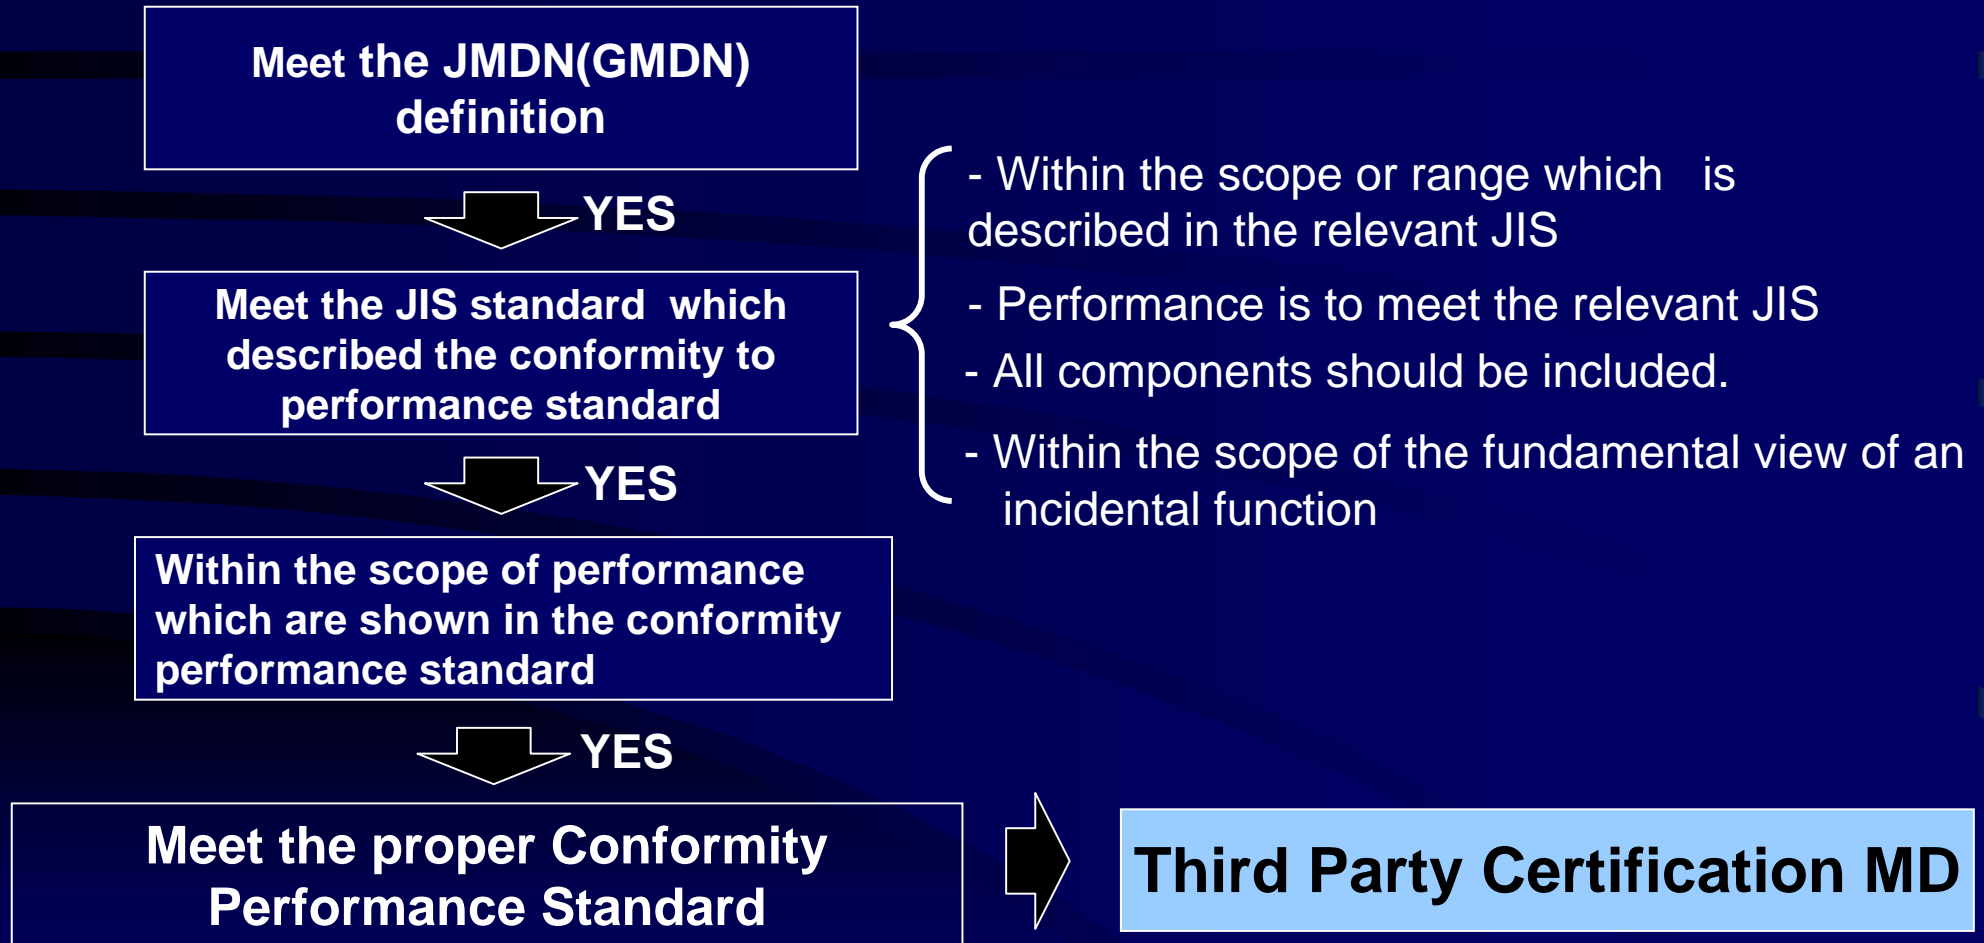 Meet the JMDN(GMDN)
definition
YES
Meet the JIS standard which
described the conformity to
performance standard
- Within the scope or range which is
described in the relevant JIS
- Performance is to meet the relevant JIS
- All components should be included.
- Within the scope of the fundamental view of an
incidental function
YES
Within the scope of performance
which are shown in the conformity
performance standard
YES
Meet the proper Conformity
Performance Standard
Third Party Certification MD